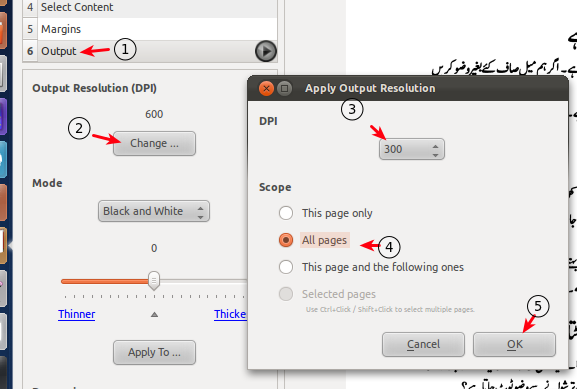 4 Select Content
5 Margins
6 Output
1
Output Resolution (DPI)
600
2
Change ...
Mode
Black and White
0
Thinner
Thicke
Apply To ...
ہے
ہے۔ اگر ہم میل صاف کئے بغیر وضو کریں
Apply Output Resolution
3
DPI
300
Scope
This page only
All pages
4
This page and the following ones
Selected pages
Use Ctrl+Click / Shift+Click to select multiple pages.
5
Cancel
OK